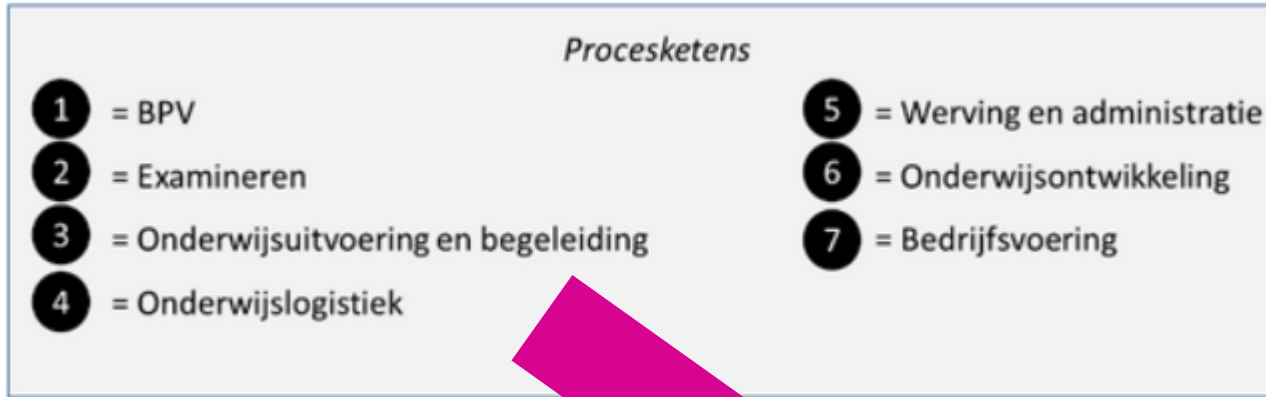 Procesketens
1 = BPV
2 = Examineren
3 = Onderwijsuitvoering en begeleiding
4 = Onderwijslogistiek
5 = Werving en administratie
6 = Onderwijsontwikkeling
7 = Bedrijfsvoering